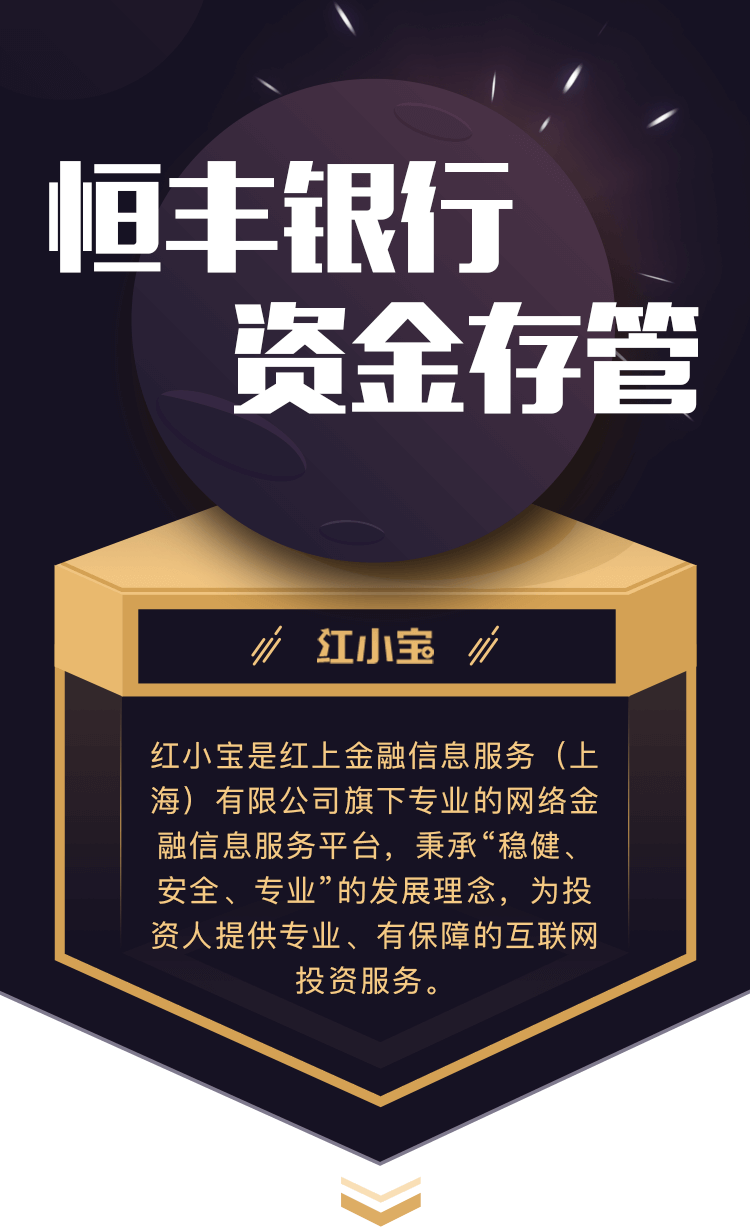 恒丰银行
资金存管
红小宝
红小宝是红上金融信息服务（上
海）有限公司旗下专业的网络金
融信息服务平台，秉承“稳健、
安全、专业”的发展理念，为投
资人提供专业、有保障的互联网
投资服务。